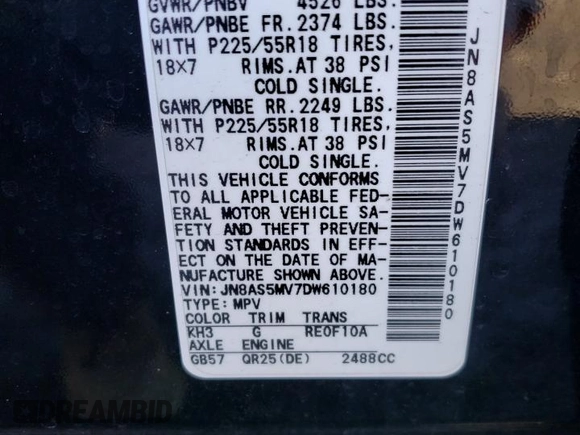 GVWR/PNBV 4526 LBS.
GAWR/PNBE FR. 2374 LBS.
WITH P225/55R18 TIRES,
18×7 RIMS. AT 38 PSI
COLD SINGLE.
GAWR/PNBE RR. 2249 LBS.
WITH P225/55R18 TIRES,
18×7 RIMS. AT 38 PSI
COLD SINGLE.
THIS VEHICLE CONFORMS
TO ALL APPLICABLE FED-
ERAL MOTOR VEHICLE SA-
FETY AND THEFT PREVEN-
TION STANDARDS IN EFF-
ECT ON THE DATE OF MA-
NUFACTURE SHOWN ABOVE.
VIN: JN8AS5MV7DW610180
TYPE: MPV
COLOR TRIM TRANS
KH3 G RE0F10A
AXLE ENGINE
GB57 QR25(DE) 2488CC
JN8AS5MV7DW610180
DREAMBID